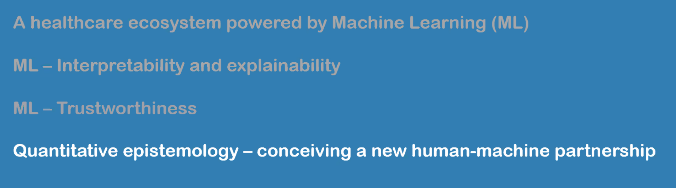 A healthcare ecosystem powered by Machine Learning (ML)
ML – Interpretability and explainability
ML – Trustworthiness
Quantitative epistemology – conceiving a new human-machine partnership